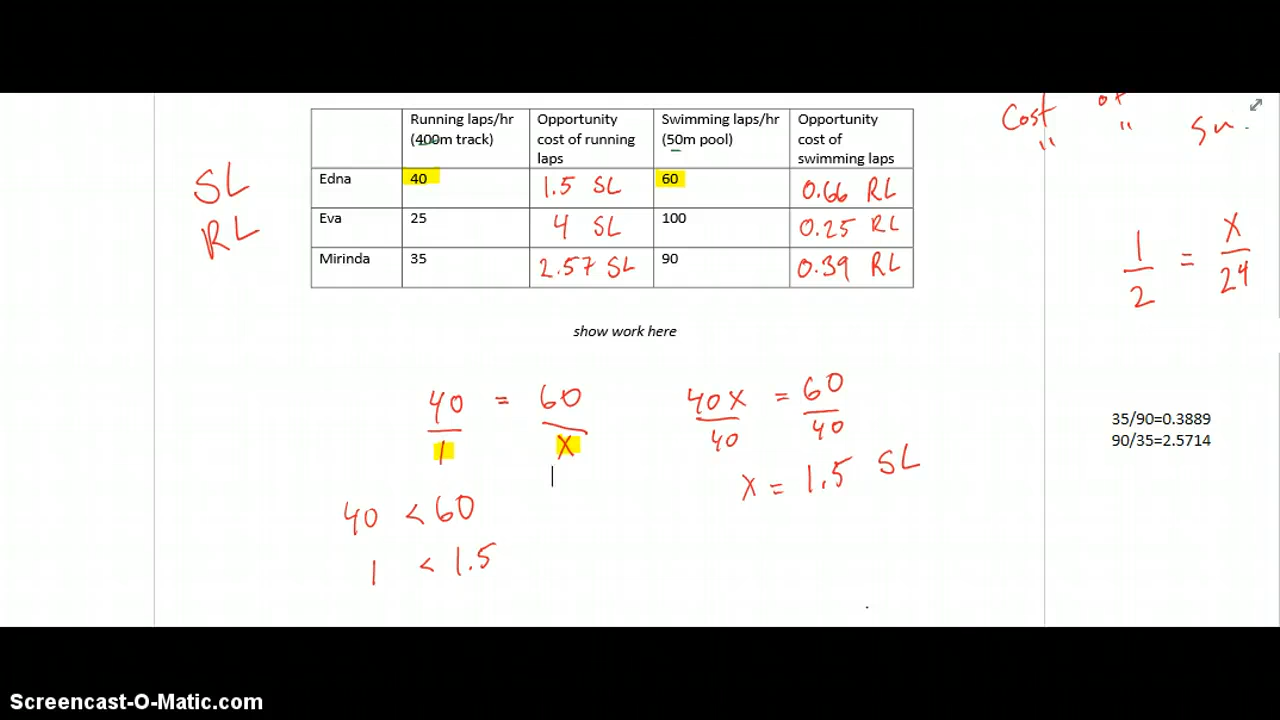 Cost of
" " Sw.
Running laps/hr (400m track) Opportunity cost of running laps Swimming laps/hr (50m pool) Opportunity cost of swimming laps
Edna 40 1.5 SL 60 0.66 RL
Eva 25 4 SL 100 0.25 RL
Mirinda 35 2.57 SL 90 0.39 RL
SL
RL
1/2 = x/24
show work here
40/1 = 60/x
40x/40 = 60/40
x = 1.5 SL
40 < 60
1 < 1.5
35/90=0.3889
90/35=2.5714
Screencast-O-Matic.com